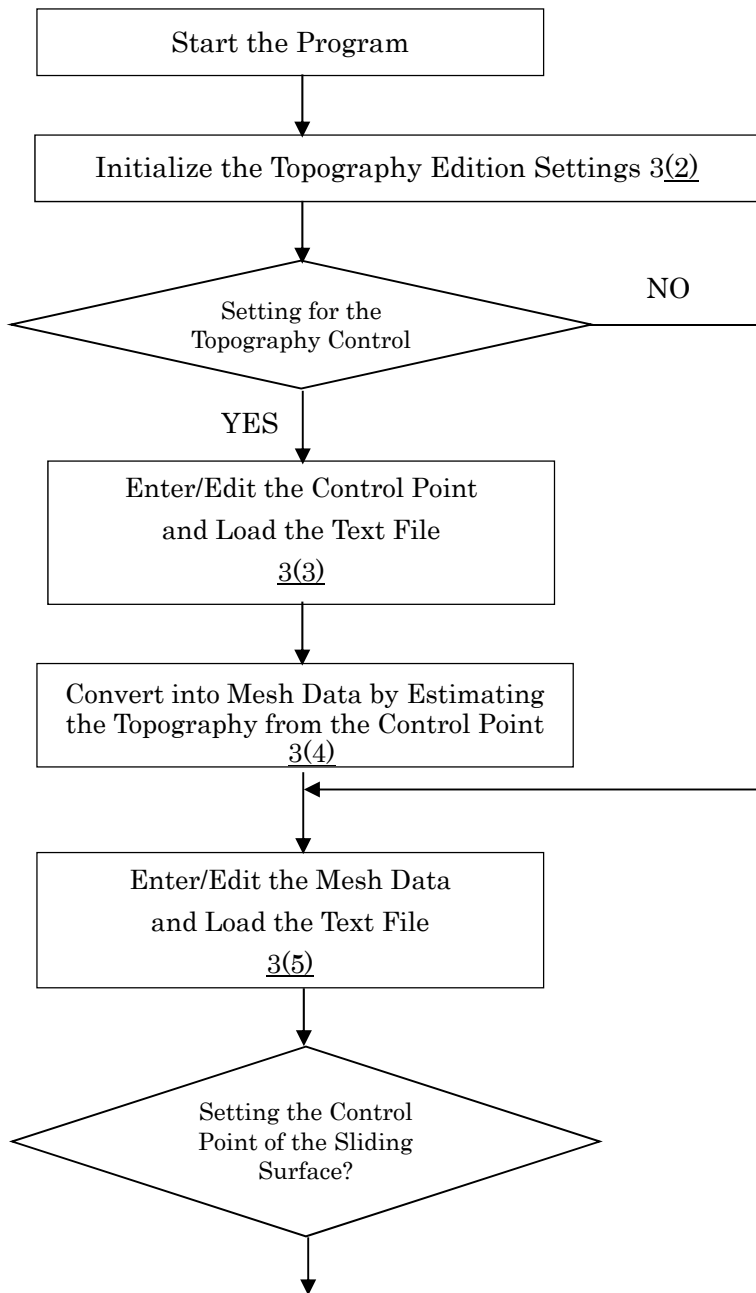 Start the Program
Initialize the Topography Edition Settings 3(2)
Setting for the
Topography Control
NO
YES
Enter/Edit the Control Point
and Load the Text File
3(3)
Convert into Mesh Data by Estimating
the Topography from the Control Point
3(4)
Enter/Edit the Mesh Data
and Load the Text File
3(5)
Setting the Control
Point of the Sliding
Surface?